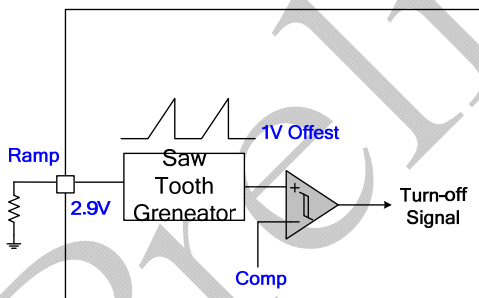 1V Offest
Ramp
2.9V
Saw
Tooth
Greneator
+
Turn-off
Signal
Comp